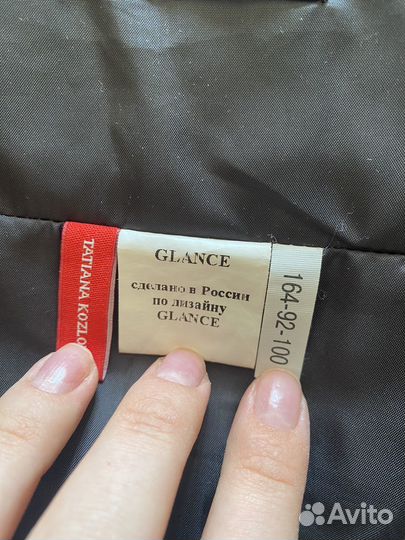 TATIANA KOZLO
GLANCE
сделано в России
по дизайну
GLANCE
164-92-100
Avito